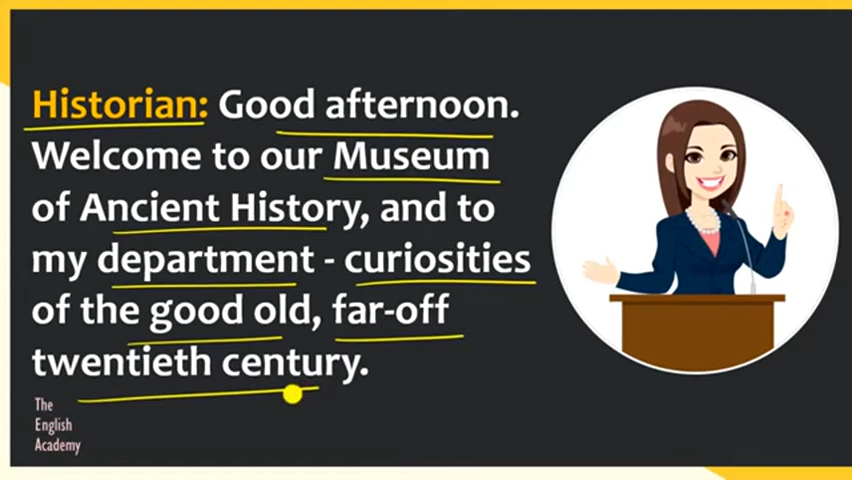 Historian: Good afternoon.
Welcome to our Museum
of Ancient History, and to
my department - curiosities
of the good old, far-off
twentieth century.
The
English
Academy